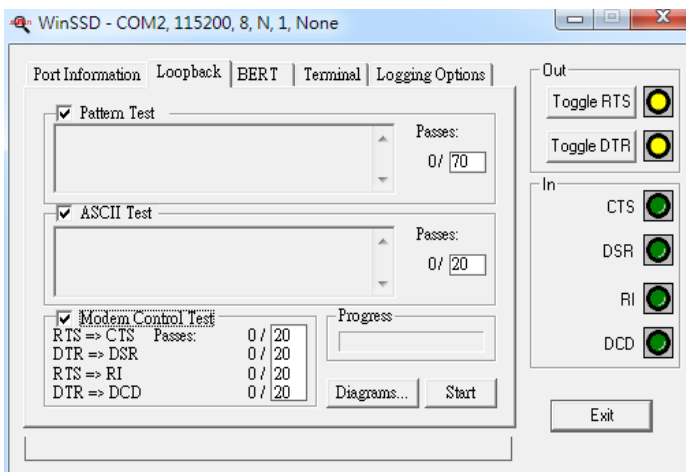 WinSSD - COM2, 115200, 8, N, 1, None
Port Information Loopback BERT Terminal Logging Options
Pattern Test
Passes:
0/ 70
ASCII Test
Passes:
0/ 20
Modem Control Test
RTS => CTS Passes: 0 / 20
DTR => DSR 0 / 20
RTS => RI 0 / 20
DTR => DCD 0 / 20
Progress
Diagrams... Start
Out
Toggle RTS
Toggle DTR
In
CTS
DSR
RI
DCD
Exit